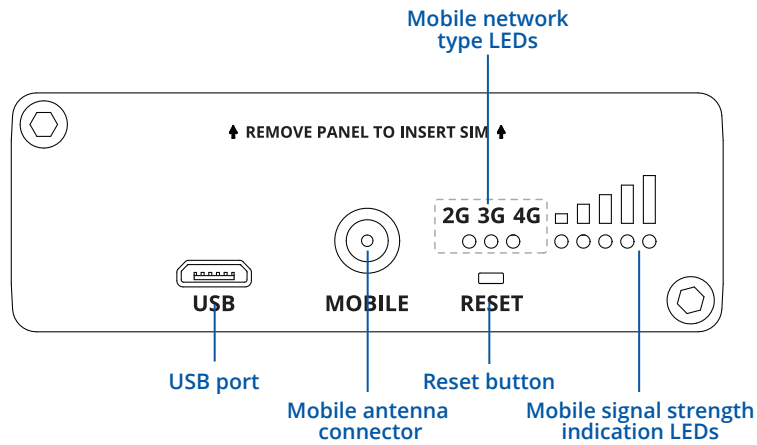 Mobile network
type LEDs
REMOVE PANEL TO INSERT SIM
2G 3G 4G
USB
MOBILE
RESET
USB port
Reset button
Mobile antenna
connector
Mobile signal strength
indication LEDs